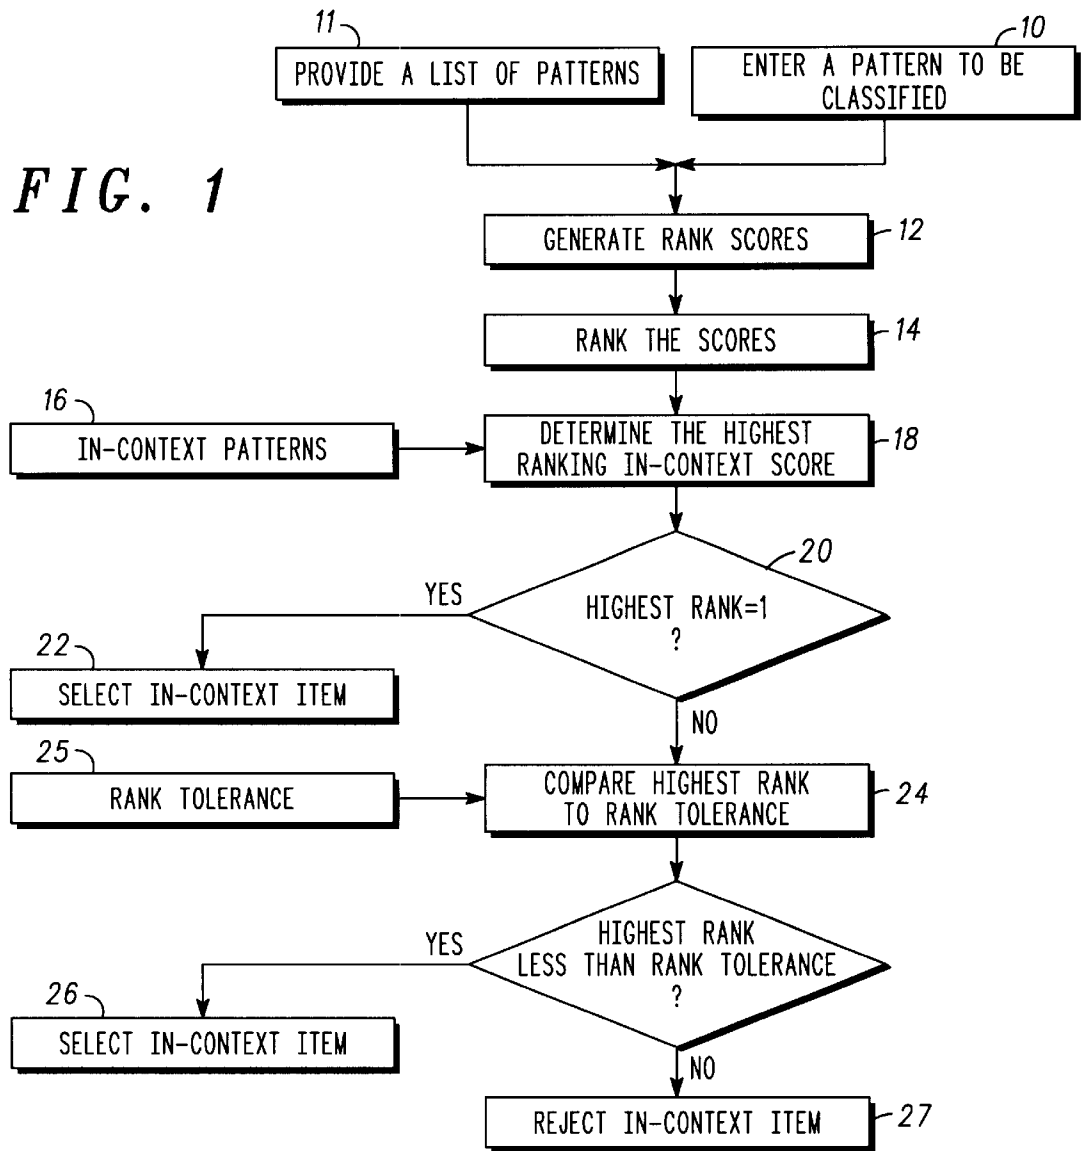 11
PROVIDE A LIST OF PATTERNS
10
ENTER A PATTERN TO BE
CLASSIFIED
FIG. 1
GENERATE RANK SCORES
12
RANK THE SCORES
14
16
IN-CONTEXT PATTERNS
DETERMINE THE HIGHEST
RANKING IN-CONTEXT SCORE
18
20
YES
HIGHEST RANK=1
?
22
SELECT IN-CONTEXT ITEM
NO
25
RANK TOLERANCE
COMPARE HIGHEST RANK
TO RANK TOLERANCE
24
YES
HIGHEST RANK
LESS THAN RANK TOLERANCE
?
26
SELECT IN-CONTEXT ITEM
NO
REJECT IN-CONTEXT ITEM
27